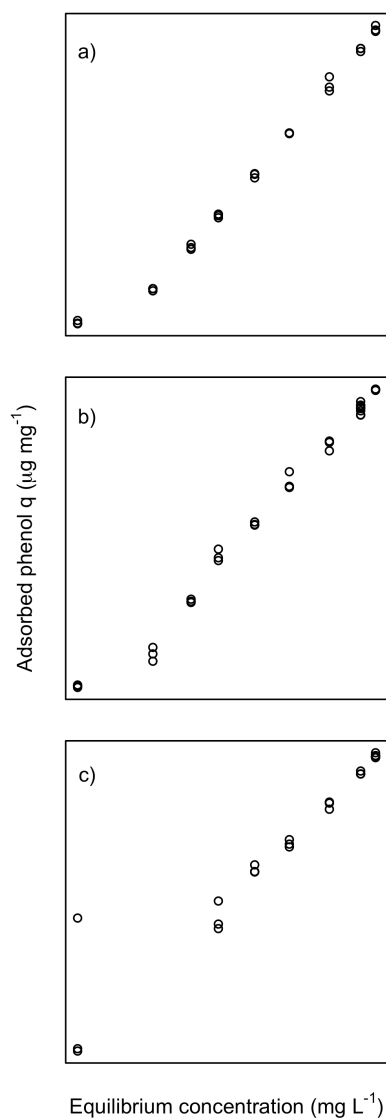 a)
b)
c)
Adsorbed phenol q (μg mg⁻¹)
Equilibrium concentration (mg L⁻¹)